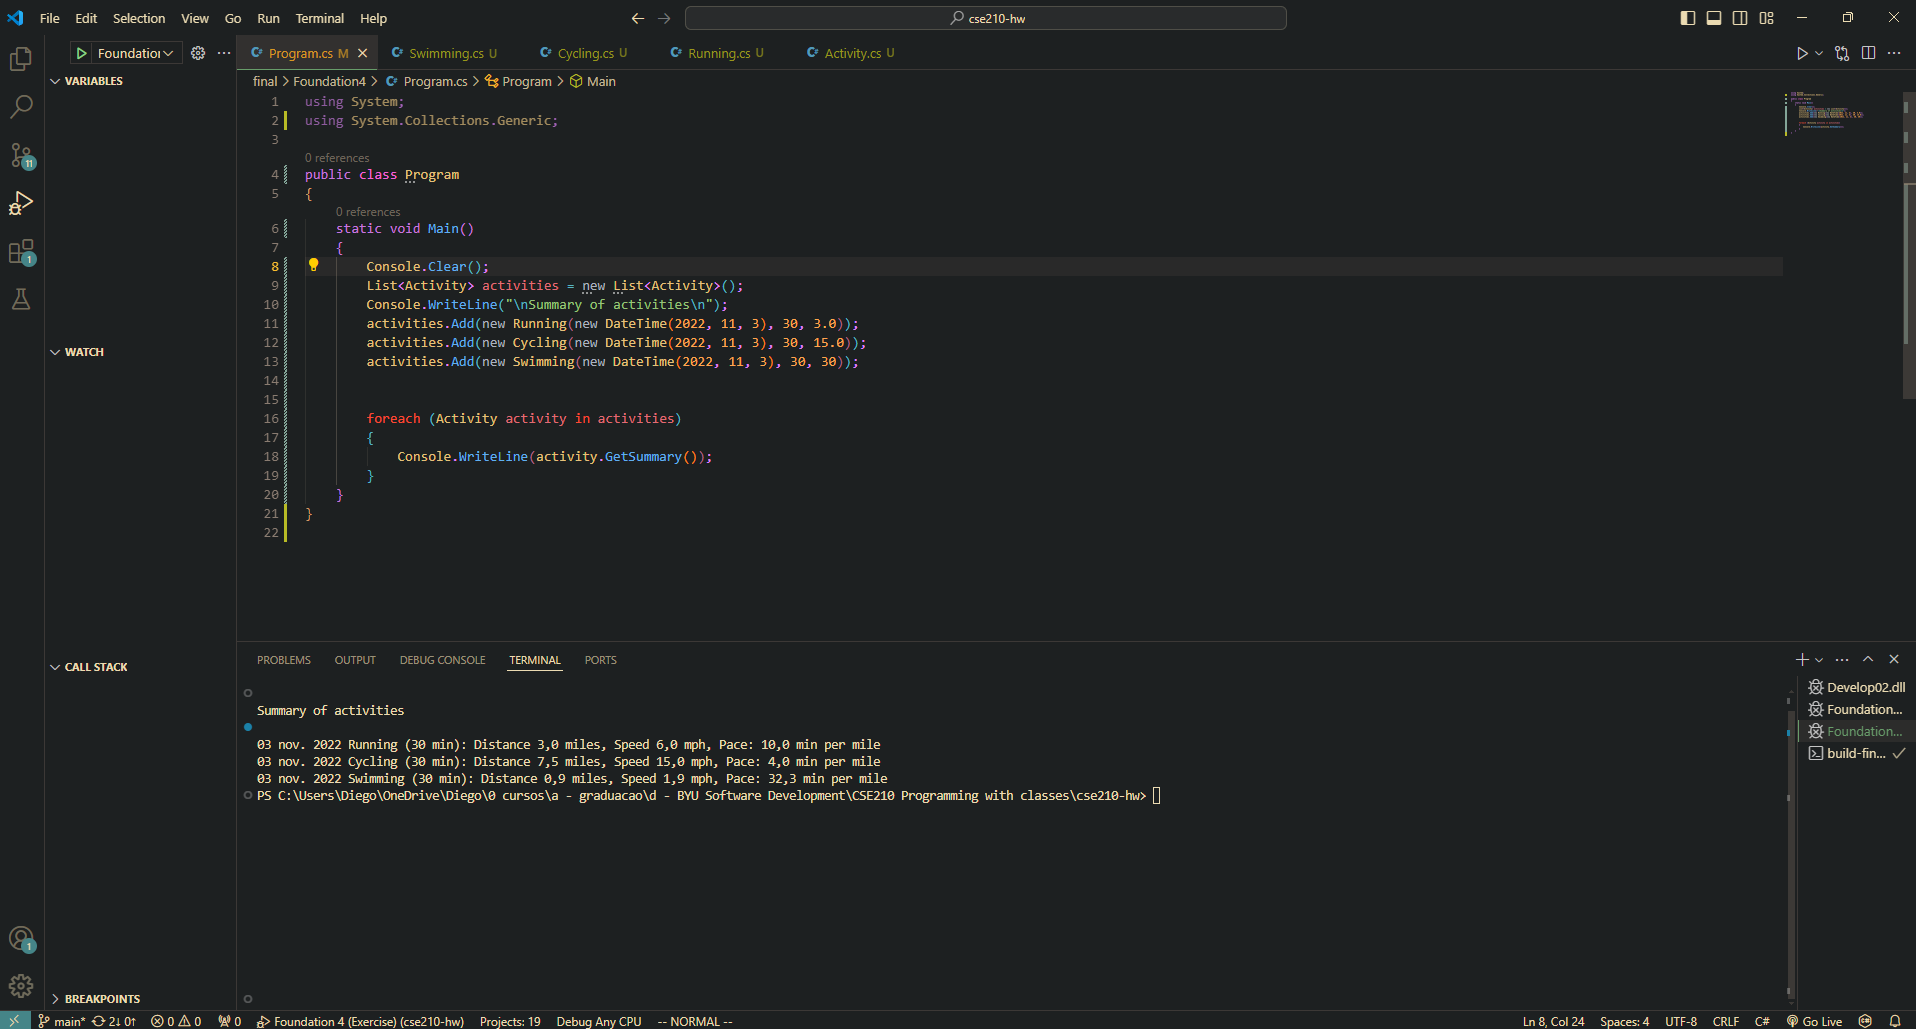 File Edit Selection View Go Run Terminal Help
cse210-hw
Foundation
Program.cs M
Swimming.cs U
Cycling.cs U
Running.cs U
Activity.cs U
final > Foundation4 > Program.cs > Program > Main
VARIABLES
WATCH
CALL STACK
BREAKPOINTS
11
1
1
1 using System;
2 using System.Collections.Generic;
3
0 references
4 public class Program
5 {
0 references
6 static void Main()
7 {
8 Console.Clear();
9 List<Activity> activities = new List<Activity>();
10 Console.WriteLine("\nSummary of activities\n");
11 activities.Add(new Running(new DateTime(2022, 11, 3), 30, 3.0));
12 activities.Add(new Cycling(new DateTime(2022, 11, 3), 30, 15.0));
13 activities.Add(new Swimming(new DateTime(2022, 11, 3), 30, 30));
14
15
16 foreach (Activity activity in activities)
17 {
18 Console.WriteLine(activity.GetSummary());
19 }
20 }
21 }
22
PROBLEMS OUTPUT DEBUG CONSOLE TERMINAL PORTS
Summary of activities
03 nov. 2022 Running (30 min): Distance 3,0 miles, Speed 6,0 mph, Pace: 10,0 min per mile
03 nov. 2022 Cycling (30 min): Distance 7,5 miles, Speed 15,0 mph, Pace: 4,0 min per mile
03 nov. 2022 Swimming (30 min): Distance 0,9 miles, Speed 1,9 mph, Pace: 32,3 min per mile
PS C:\Users\Diego\OneDrive\Diego\0 cursos\a - graduacao\d - BYU Software Development\CSE210 Programming with classes\cse210-hw>
Develop02.dll
Foundation...
Foundation...
build-fin...
main* 2↓ 0↑ 0 0 0 Foundation 4 (Exercise) (cse210-hw) Projects: 19 Debug Any CPU -- NORMAL --
Ln 8, Col 24 Spaces: 4 UTF-8 CRLF C# Go Live